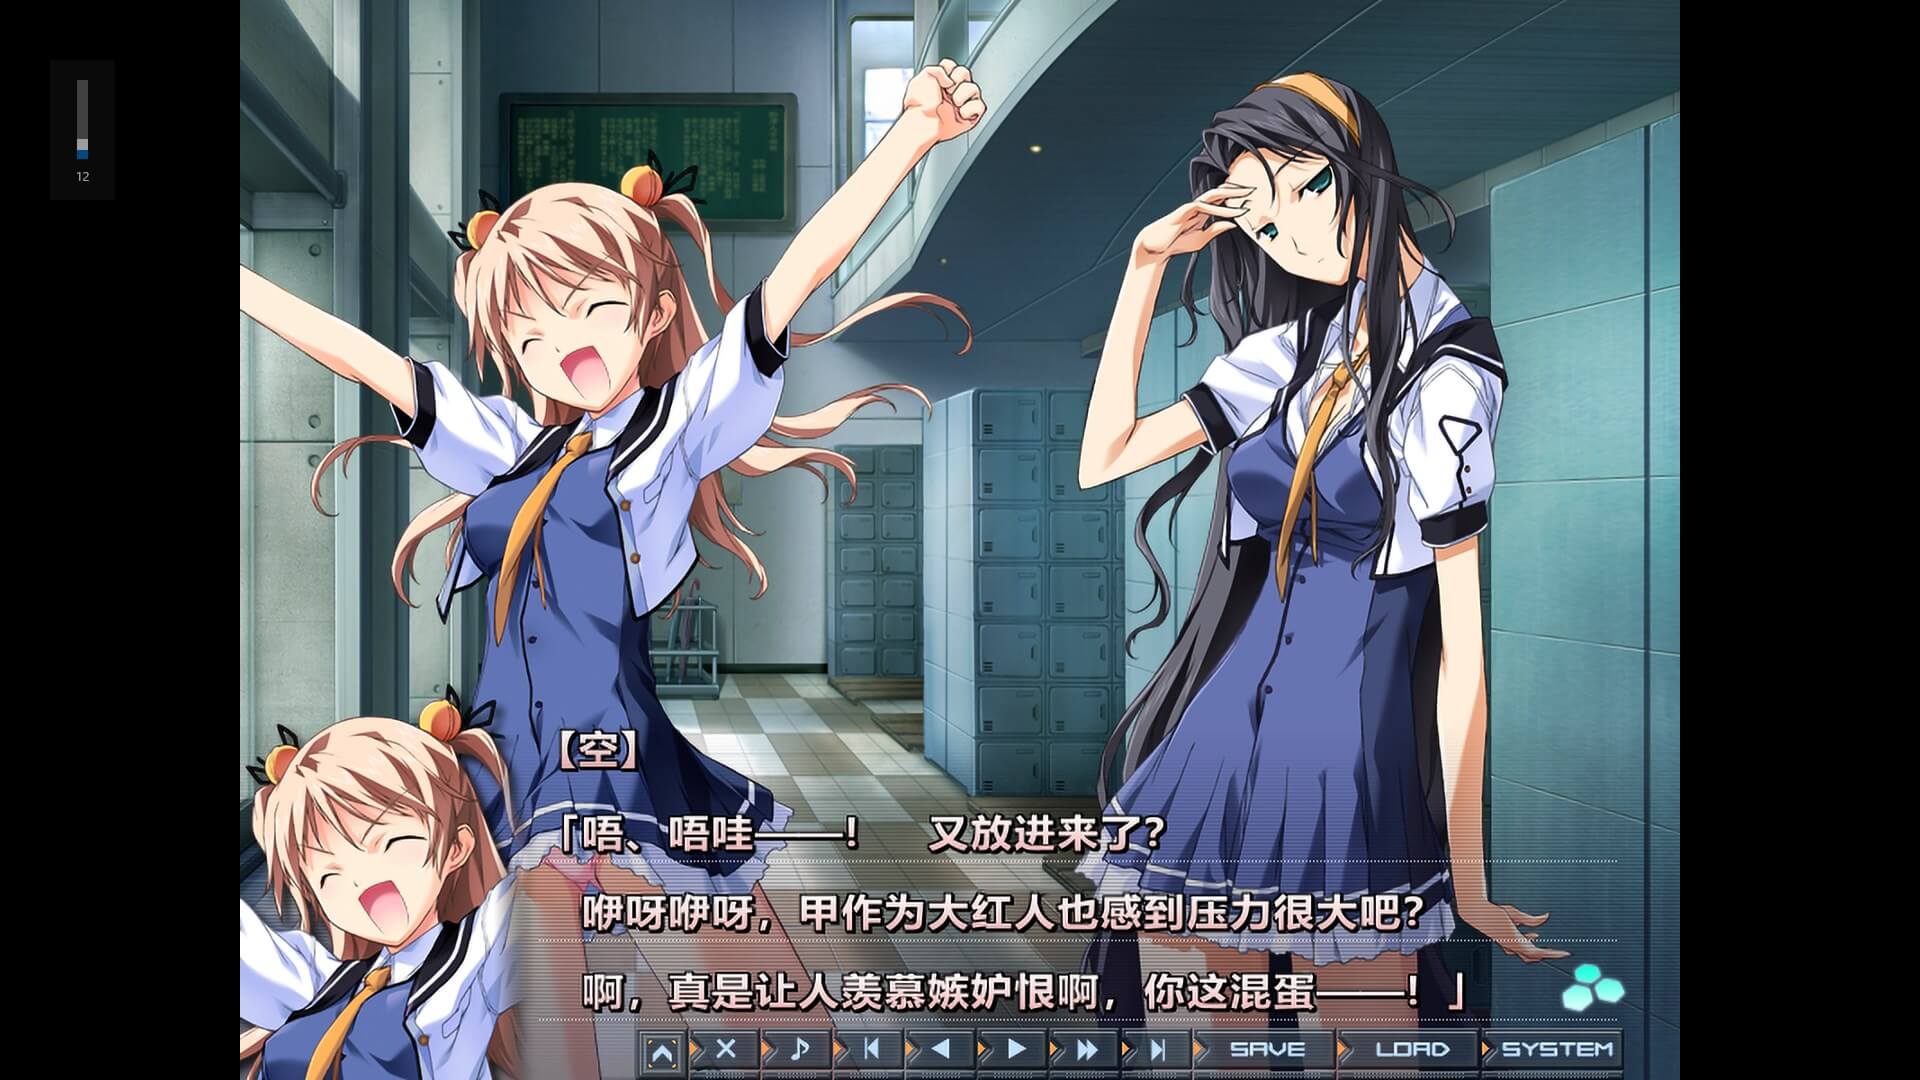 12
【空】
「唔、唔哇——！　又放进来了？
咿呀咿呀，甲作为大红人也感到压力很大吧？
啊，真是让人羡慕嫉妒恨啊，你这混蛋——！」
SAVE LOAD SYSTEM